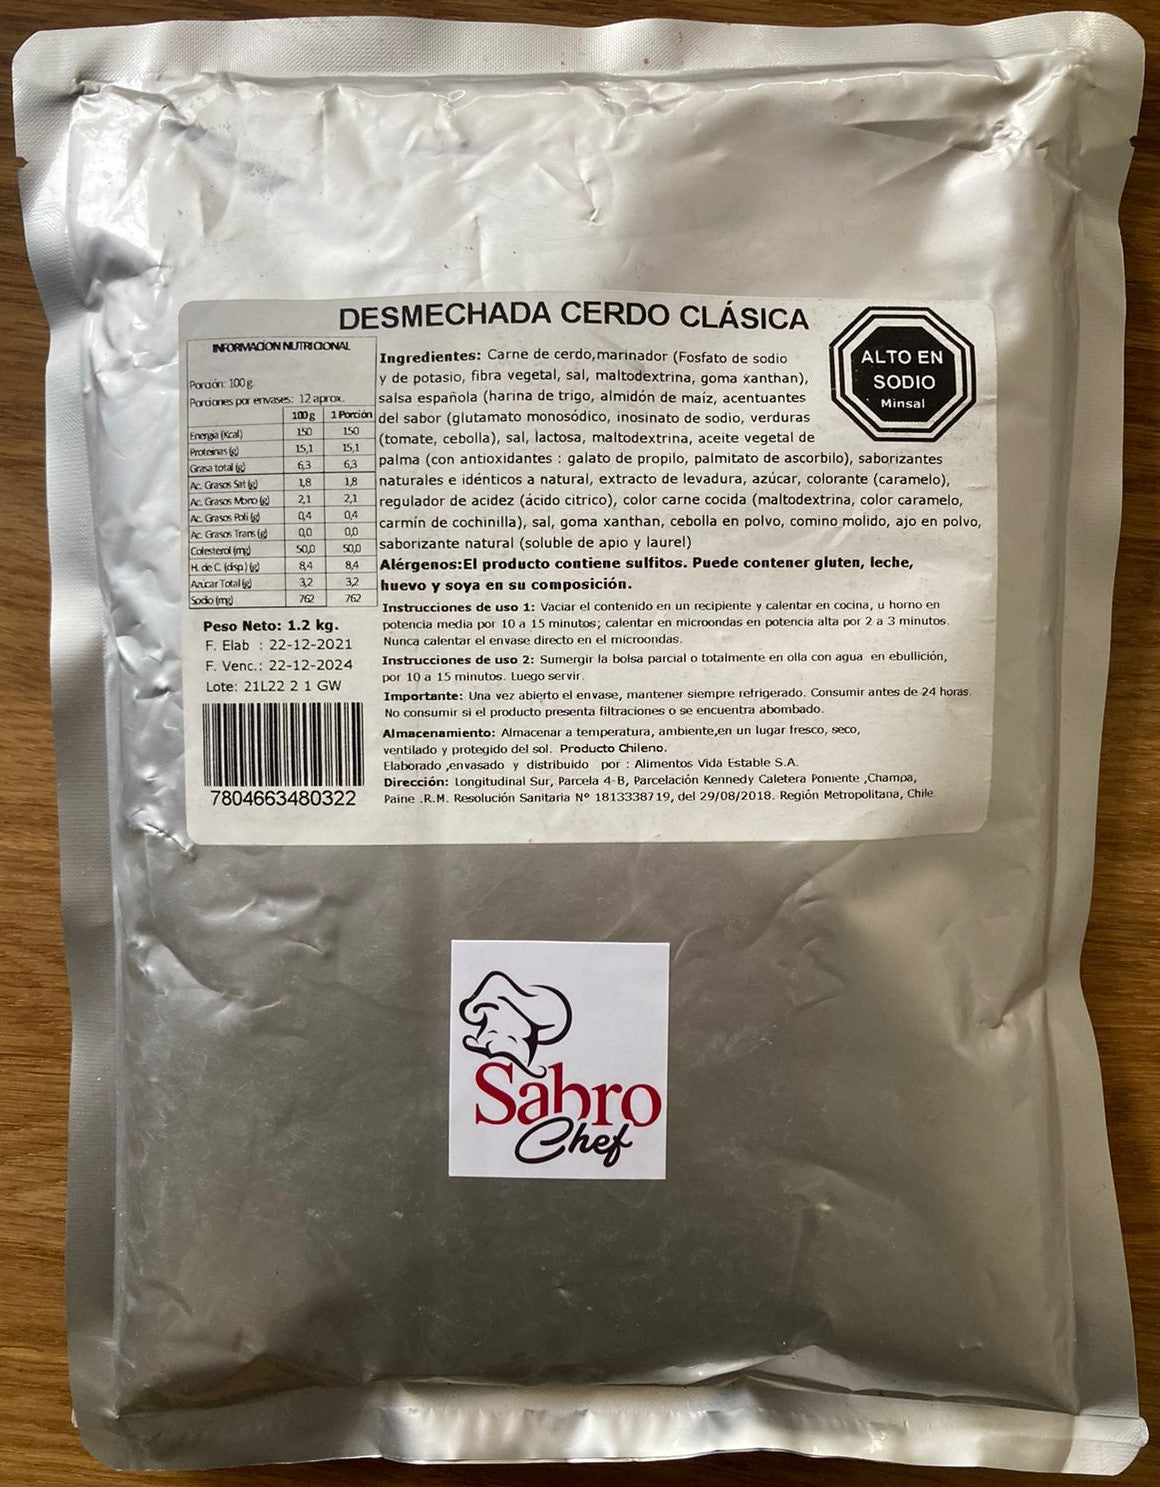 DESMECHADA CERDO CLÁSICA
INFORMACION NUTRICIONAL
Porción: 100 g
Porciones por envases: 12 aprox.
100 g 1 Porción
Energia (Kcal) 150 150
Proteinas (g) 15,1 15,1
Grasa total (g) 6,3 6,3
Ac. Grasos Sat (g) 1,8 1,8
Ac. Grasos Mono (g) 2,1 2,1
Ac. Grasos Poli (g) 0,4 0,4
Ac. Grasos Trans (g) 0,0 0,0
Colesterol (mg) 50,0 50,0
H. de C. (disp.) (g) 8,4 8,4
Azúcar Total (g) 3,2 3,2
Sodio (mg) 762 762
Peso Neto: 1.2 kg.
F. Elab : 22-12-2021
F. Venc.: 22-12-2024
Lote: 21L22 2 1 GW
7804663480322
Ingredientes: Carne de cerdo,marinador (Fosfato de sodio
y de potasio, fibra vegetal, sal, maltodextrina, goma xanthan),
salsa española (harina de trigo, almidón de maíz, acentuantes
del sabor (glutamato monosódico, inosinato de sodio, verduras
(tomate, cebolla), sal, lactosa, maltodextrina, aceite vegetal de
palma (con antioxidantes : galato de propilo, palmitato de ascorbilo), saborizantes
naturales e idénticos a natural, extracto de levadura, azúcar, colorante (caramelo),
regulador de acidez (ácido citrico), color carne cocida (maltodextrina, color caramelo,
carmín de cochinilla), sal, goma xanthan, cebolla en polvo, comino molido, ajo en polvo,
saborizante natural (soluble de apio y laurel)
Alérgenos:El producto contiene sulfitos. Puede contener gluten, leche,
huevo y soya en su composición.
Instrucciones de uso 1: Vaciar el contenido en un recipiente y calentar en cocina, u horno en
potencia media por 10 a 15 minutos; calentar en microondas en potencia alta por 2 a 3 minutos.
Nunca calentar el envase directo en el microondas.
Instrucciones de uso 2: Sumergir la bolsa parcial o totalmente en olla con agua en ebullición,
por 10 a 15 minutos. Luego servir.
Importante: Una vez abierto el envase, mantener siempre refrigerado. Consumir antes de 24 horas.
No consumir si el producto presenta filtraciones o se encuentra abombado.
Almacenamiento: Almacenar a temperatura, ambiente,en un lugar fresco, seco,
ventilado y protegido del sol. Producto Chileno.
Elaborado ,envasado y distribuido por : Alimentos Vida Estable S.A.
Dirección: Longitudinal Sur, Parcela 4-B, Parcelación Kennedy Caletera Poniente ,Champa,
Paine .R.M. Resolución Sanitaria Nº 1813338719, del 29/08/2018. Región Metropolitana, Chile
ALTO EN
SODIO
Minsal
Sabro
Chef